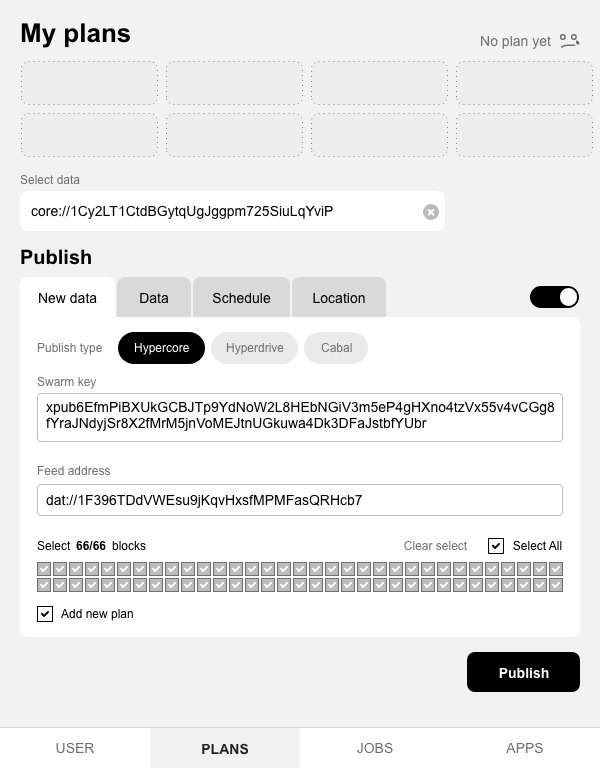 My plans
No plan yet
Select data
core://1Cy2LT1CtdBGytqUgJggpm725SiuLqYviP
Publish
New data
Data
Schedule
Location
Publish type
Hypercore
Hyperdrive
Cabal
Swarm key
xpub6EfmPiBXUkGCBJTp9YdNoW2L8HEbNGiV3m5eP4gHXno4tzVx55v4vCGg8
fYraJNdyjSr8X2fMrM5jnVoMEJtnUGkuwa4Dk3DFaJstbfYUbr
Feed address
dat://1F396TDdVWEsu9jKqvHxsfMPMFasQRHcb7
Select 66/66 blocks
Clear select
Select All
Add new plan
Publish
USER
PLANS
JOBS
APPS